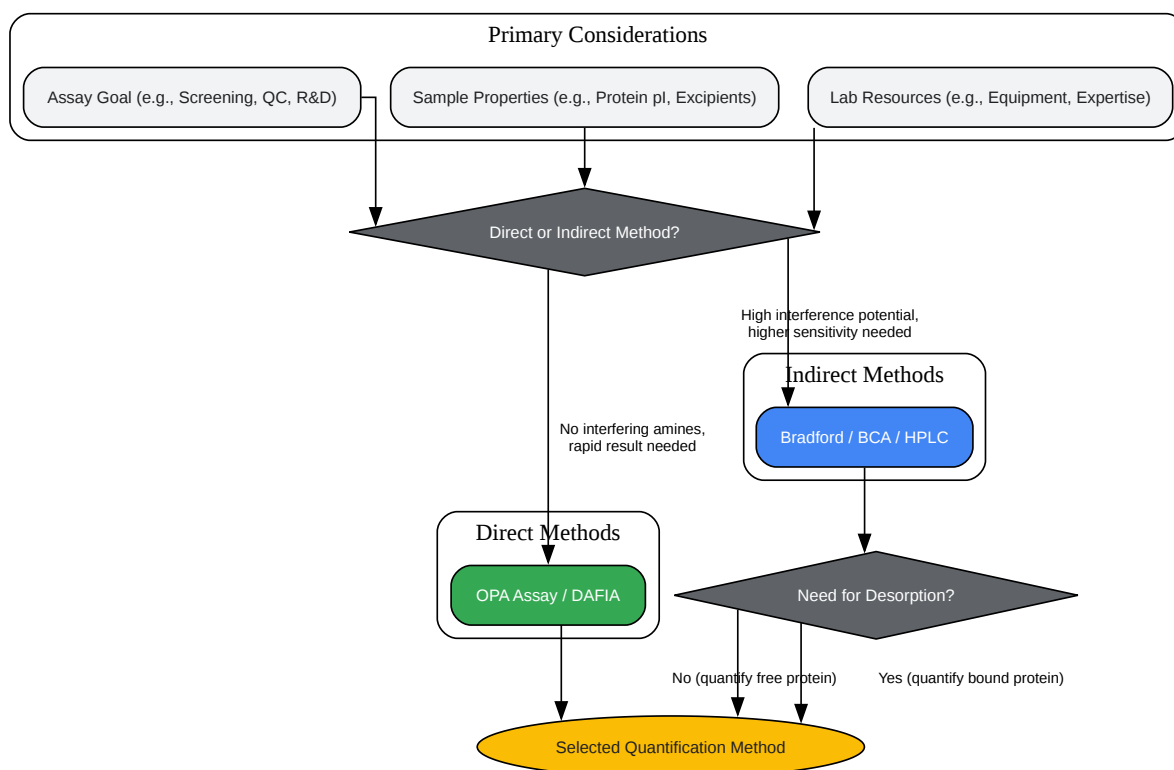 Primary Considerations
Assay Goal (e.g., Screening, QC, R&D)
Sample Properties (e.g., Protein pI, Excipients)
Lab Resources (e.g., Equipment, Expertise)
Direct or Indirect Method?
High interference potential,
higher sensitivity needed
Indirect Methods
No interfering amines,
rapid result needed
Bradford / BCA / HPLC
Direct Methods
OPA Assay / DAFIA
Need for Desorption?
No (quantify free protein)
Yes (quantify bound protein)
Selected Quantification Method